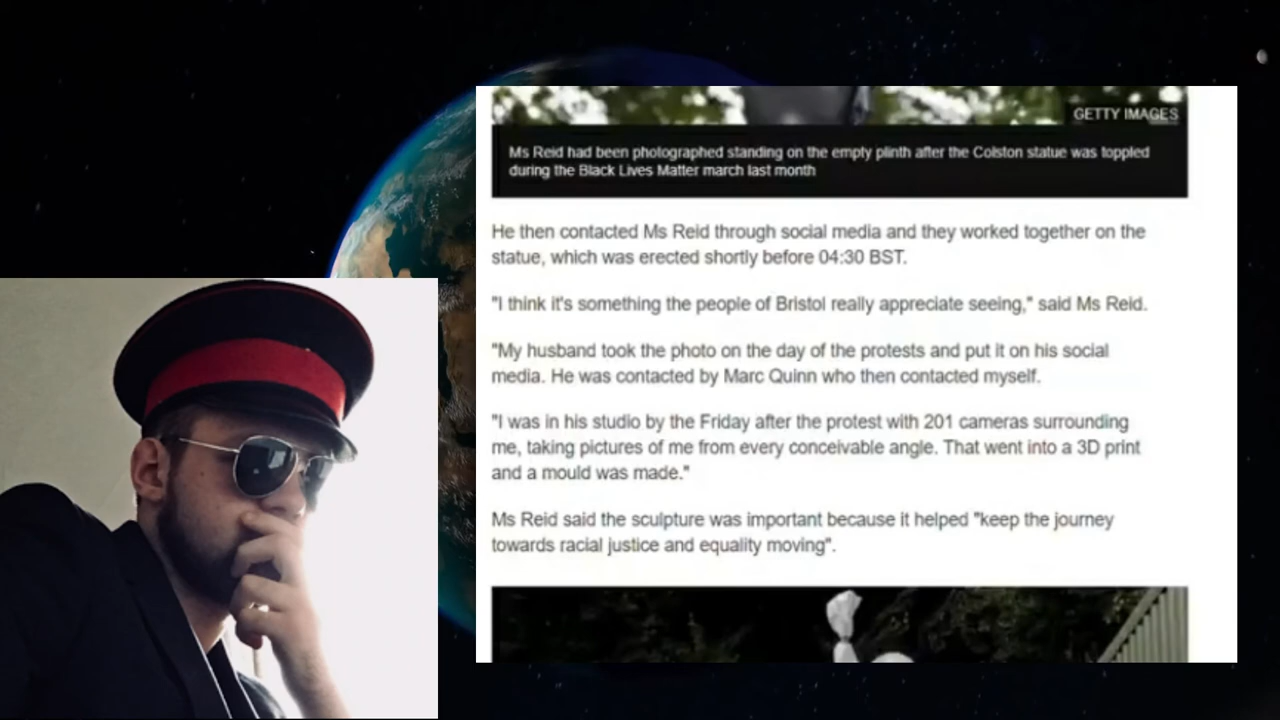 GETTY IMAGES
Ms Reid had been photographed standing on the empty plinth after the Colston statue was toppled
during the Black Lives Matter march last month
He then contacted Ms Reid through social media and they worked together on the
statue, which was erected shortly before 04:30 BST.
"I think it's something the people of Bristol really appreciate seeing," said Ms Reid.
"My husband took the photo on the day of the protests and put it on his social
media. He was contacted by Marc Quinn who then contacted myself.
"I was in his studio by the Friday after the protest with 201 cameras surrounding
me, taking pictures of me from every conceivable angle. That went into a 3D print
and a mould was made."
Ms Reid said the sculpture was important because it helped "keep the journey
towards racial justice and equality moving".